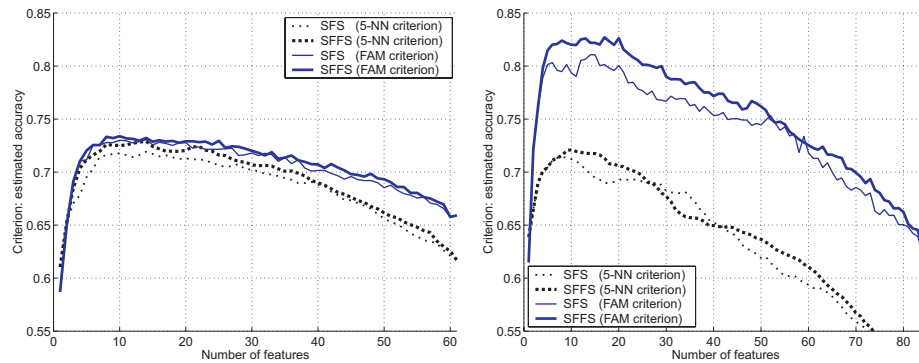 0.85
0.8
0.75
0.7
0.65
0.6
0.55
Criterion: estimated accuracy
SFS (5-NN criterion)
SFFS (5-NN criterion)
SFS (FAM criterion)
SFFS (FAM criterion)
0 10 20 30 40 50 60
Number of features
0.85
0.8
0.75
0.7
0.65
0.6
0.55
Criterion: estimated accuracy
SFS (5-NN criterion)
SFFS (5-NN criterion)
SFS (FAM criterion)
SFFS (FAM criterion)
0 10 20 30 40 50 60 70 80
Number of features